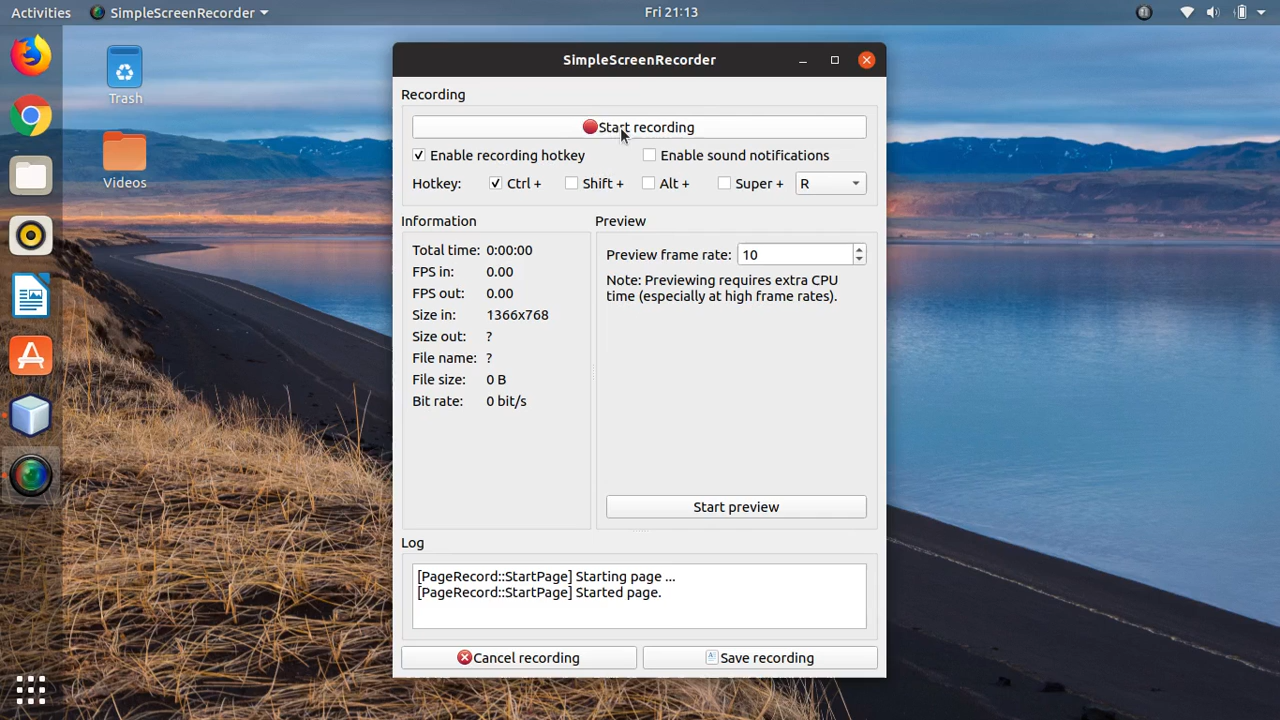 Activities SimpleScreenRecorder Fri 21:13
SimpleScreenRecorder
Trash
Videos
Recording
Start recording
Enable recording hotkey Enable sound notifications
Hotkey: Ctrl + Shift + Alt + Super + R
Information
Total time: 0:00:00
FPS in: 0.00
FPS out: 0.00
Size in: 1366x768
Size out: ?
File name: ?
File size: 0 B
Bit rate: 0 bit/s
Preview
Preview frame rate: 10
Note: Previewing requires extra CPU
time (especially at high frame rates).
Start preview
Log
[PageRecord::StartPage] Starting page ...
[PageRecord::StartPage] Started page.
Cancel recording Save recording